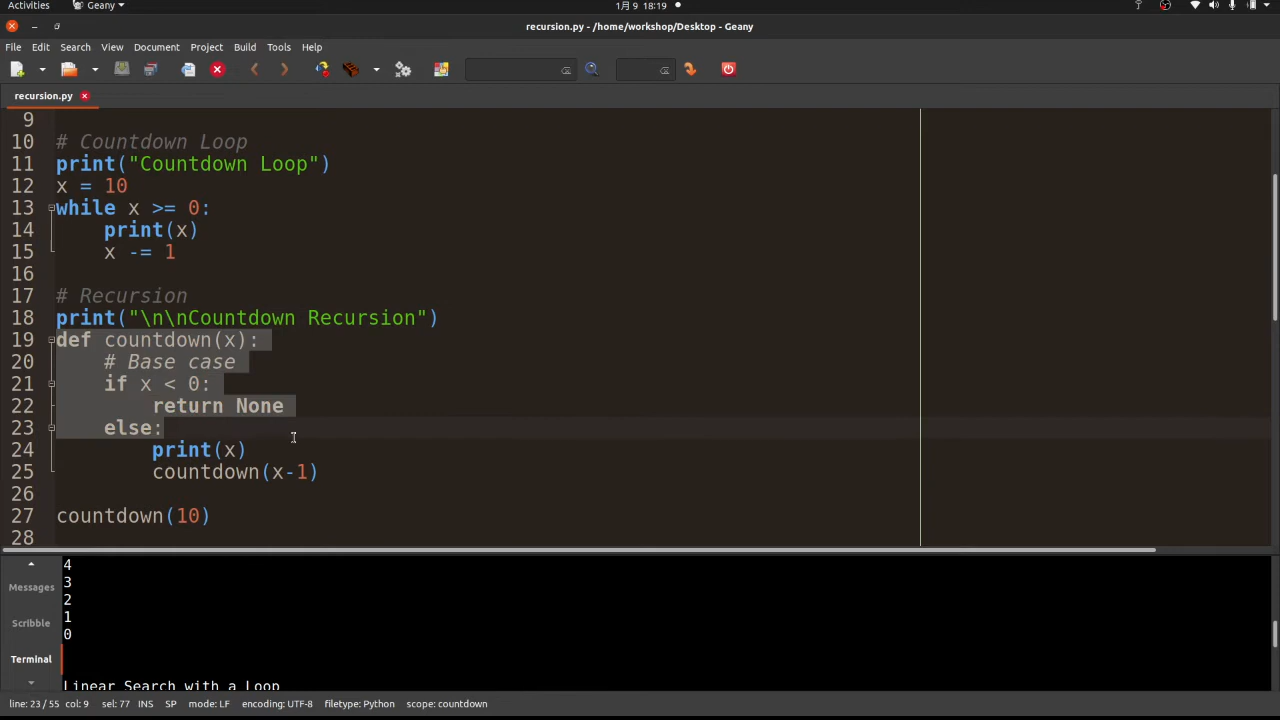 Activities
Geany
1月 9 18:19
recursion.py - /home/workshop/Desktop - Geany
File Edit Search View Document Project Build Tools Help
recursion.py
9
10 # Countdown Loop
11 print("Countdown Loop")
12 x = 10
13 while x >= 0:
14     print(x)
15     x -= 1
16
17 # Recursion
18 print("\n\nCountdown Recursion")
19 def countdown(x):
20     # Base case
21     if x < 0:
22         return None
23     else:
24         print(x)
25         countdown(x-1)
26
27 countdown(10)
28
Messages
Scribble
Terminal
4
3
2
1
0
Linear Search with a Loop
line: 23 / 55 col: 9 sel: 77 INS SP mode: LF encoding: UTF-8 filetype: Python scope: countdown